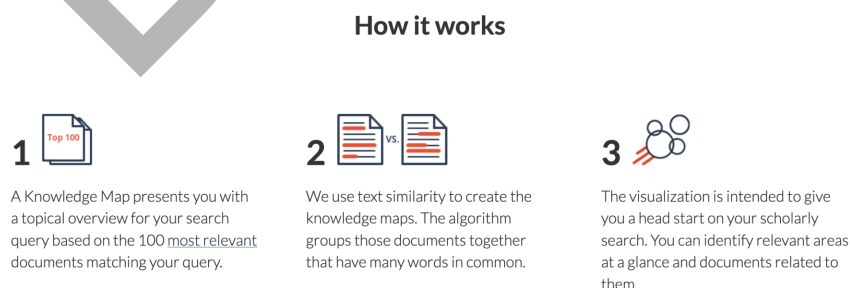 How it works
1
Top 100
A Knowledge Map presents you with
a topical overview for your search
query based on the 100 most relevant
documents matching your query.
2
vs.
We use text similarity to create the
knowledge maps. The algorithm
groups those documents together
that have many words in common.
3
The visualization is intended to give
you a head start on your scholarly
search. You can identify relevant areas
at a glance and documents related to
them